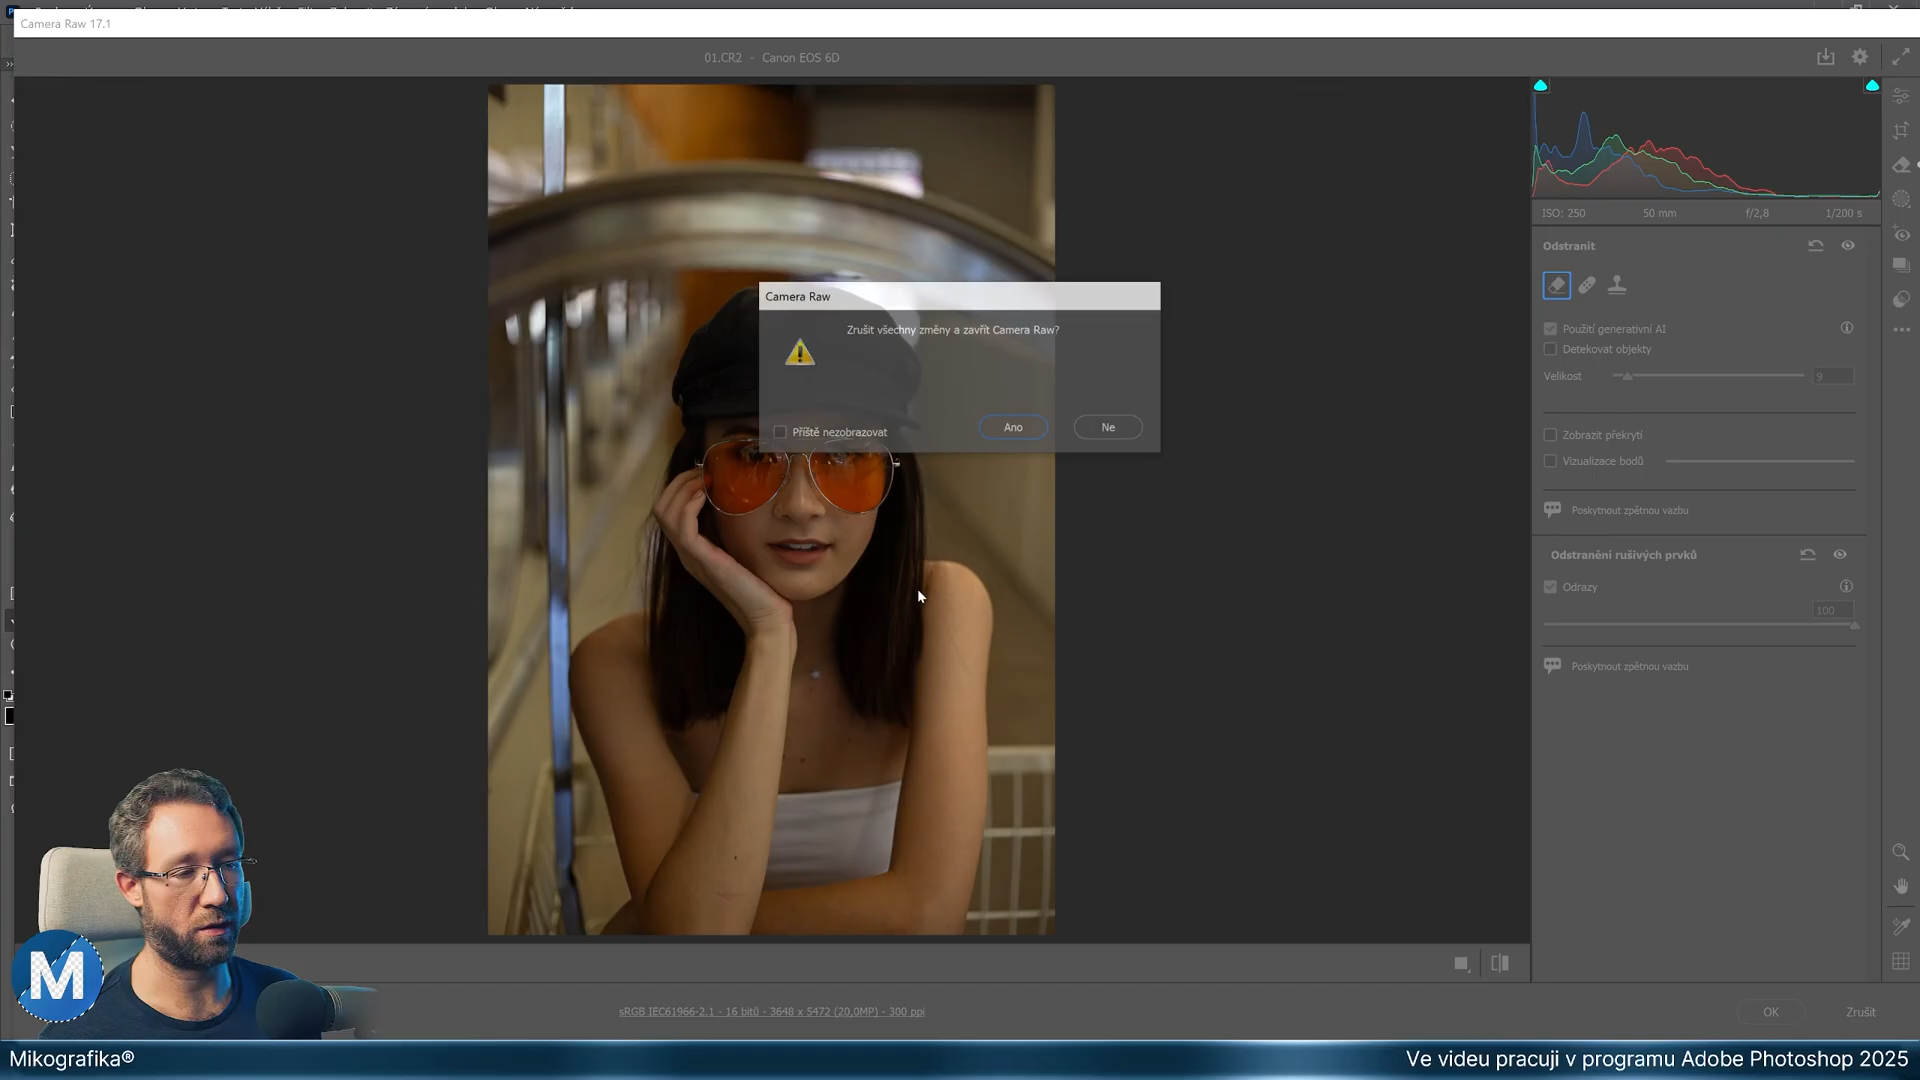 Camera Raw 17.1
01.CR2 - Canon EOS 6D
ISO: 250 50 mm f/2,8 1/200 s
Odstranit
Použití generativní AI
Detekovat objekty
Velikost 9
Zobrazit překrytí
Vizualizace bodů
Poskytnout zpětnou vazbu
Odstranění rušivých prvků
Odrazy
100
Poskytnout zpětnou vazbu
Camera Raw
Zrušit všechny změny a zavřít Camera Raw?
Příště nezobrazovat
Ano
Ne
sRGB IEC61966-2.1 - 16 bitů - 3648 x 5472 (20,0MP) - 300 ppi
OK
Zrušit
M
Mikografika®
Ve videu pracuji v programu Adobe Photoshop 2025